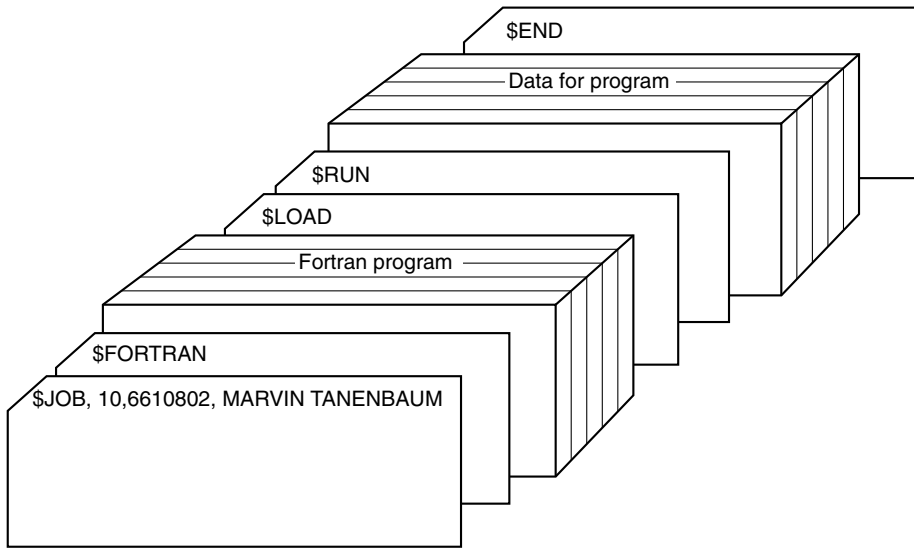 $END
Data for program
$RUN
$LOAD
Fortran program
$FORTRAN
$JOB, 10,6610802, MARVIN TANENBAUM